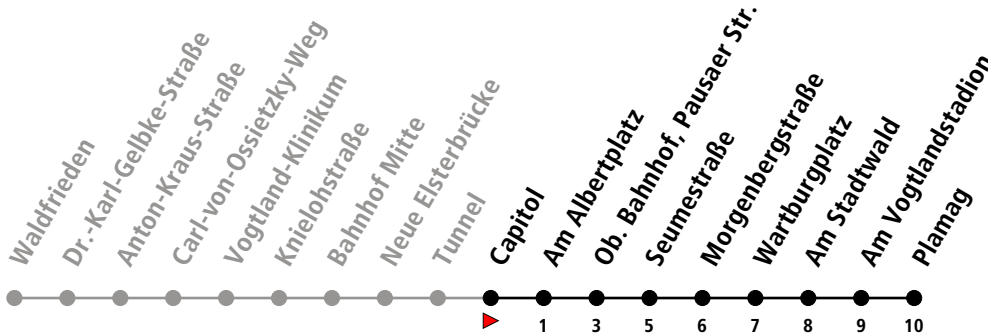 Waldfrieden
Dr.-Karl-Gelbke-Straße
Anton-Kraus-Straße
Carl-von-Ossietzky-Weg
Vogtland-Klinikum
Knielohstraße
Bahnhof Mitte
Neue Elsterbrücke
Tunnel
Capitol
Am Albertplatz
Ob. Bahnhof, Pausaer Str.
Seumestraße
Morgenbergstraße
Wartburgplatz
Am Stadtwald
Am Vogtlandstadion
Plamag
1 3 5 6 7 8 9 10